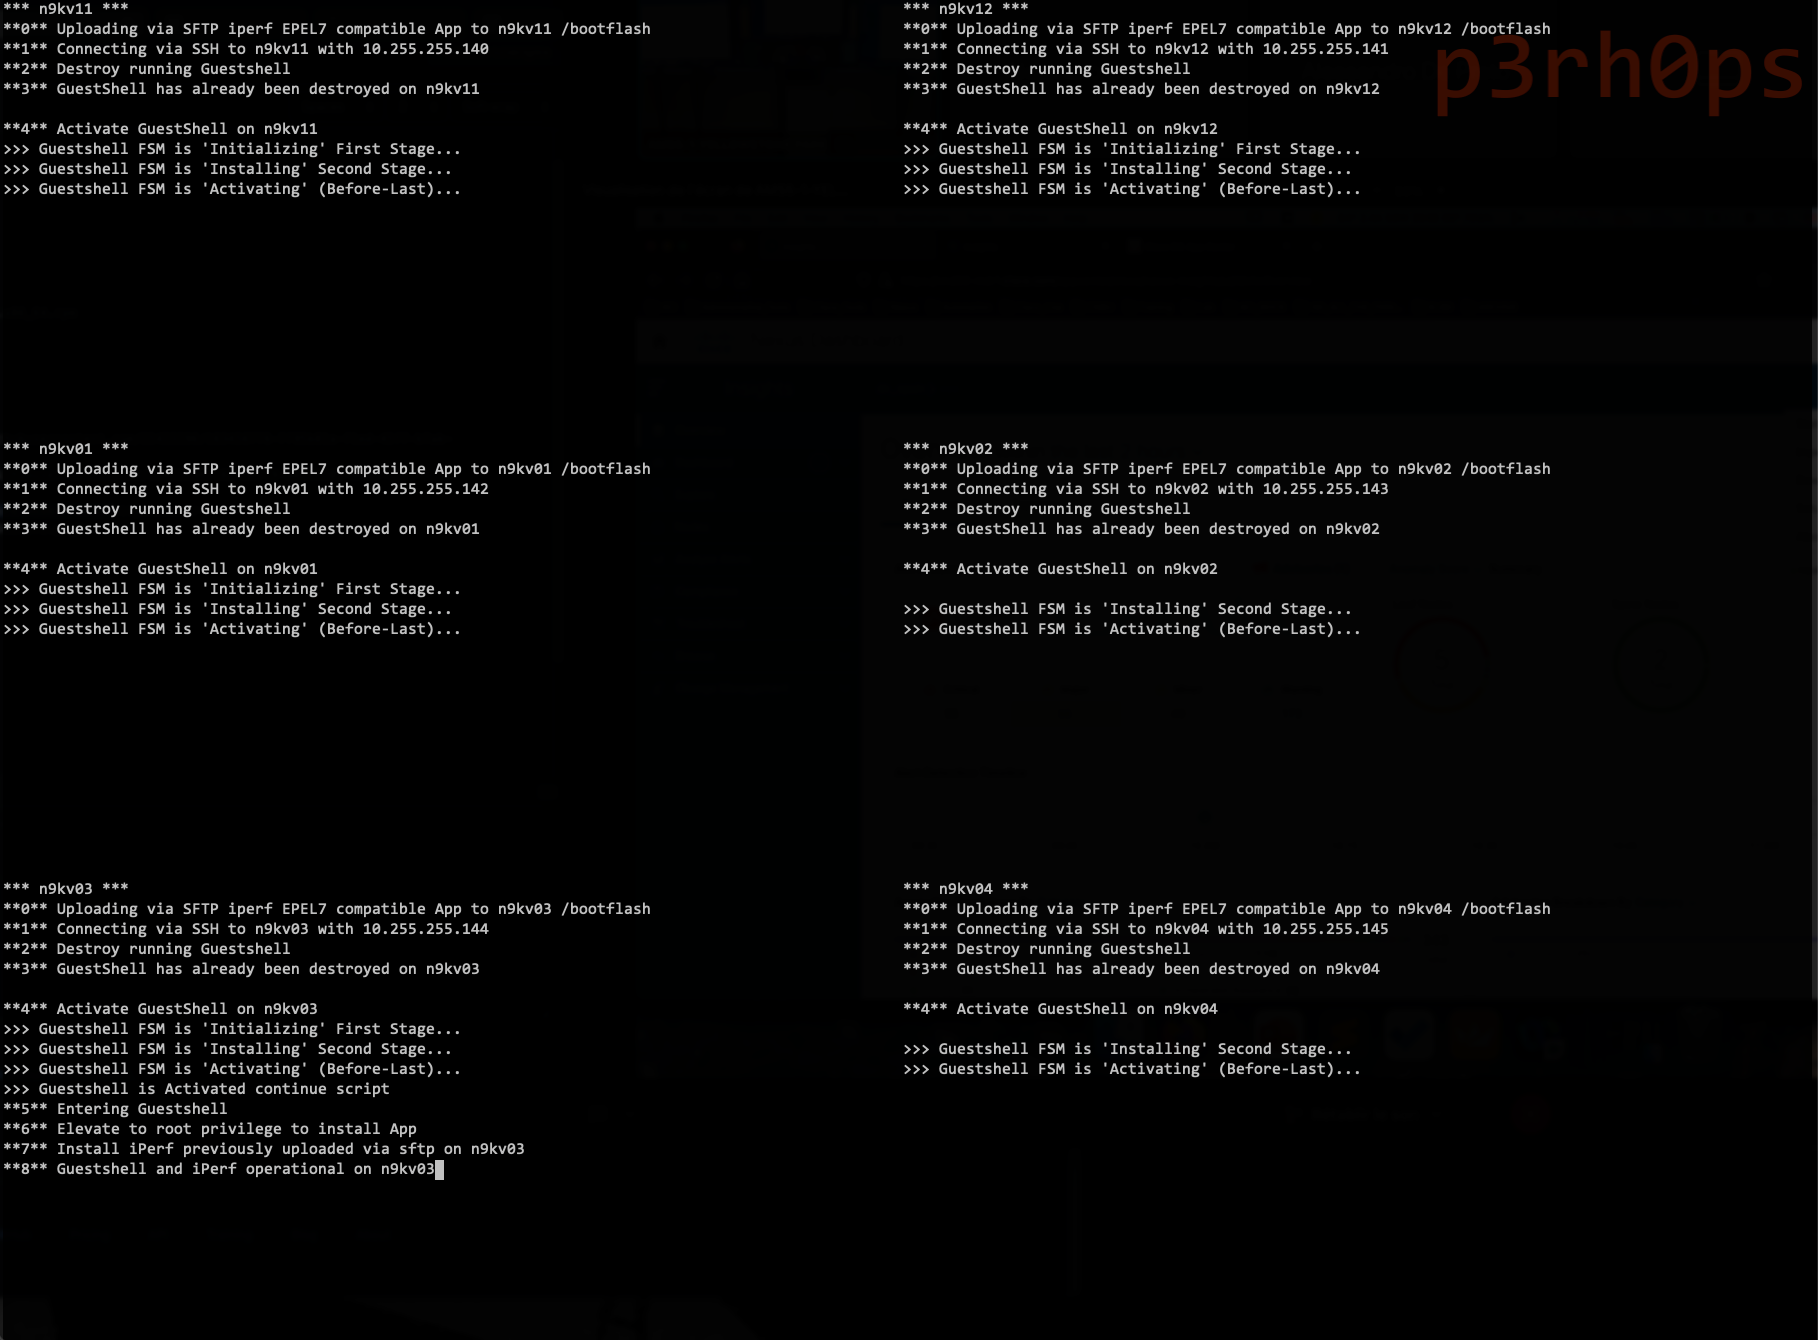 *** n9kv11 ***
**0** Uploading via SFTP iperf EPEL7 compatible App to n9kv11 /bootflash
**1** Connecting via SSH to n9kv11 with 10.255.255.140
**2** Destroy running Guestshell
**3** GuestShell has already been destroyed on n9kv11
**4** Activate GuestShell on n9kv11
>>> Guestshell FSM is 'Initializing' First Stage...
>>> Guestshell FSM is 'Installing' Second Stage...
>>> Guestshell FSM is 'Activating' (Before-Last)...
*** n9kv12 ***
**0** Uploading via SFTP iperf EPEL7 compatible App to n9kv12 /bootflash
**1** Connecting via SSH to n9kv12 with 10.255.255.141
**2** Destroy running Guestshell
**3** GuestShell has already been destroyed on n9kv12
**4** Activate GuestShell on n9kv12
>>> Guestshell FSM is 'Initializing' First Stage...
>>> Guestshell FSM is 'Installing' Second Stage...
>>> Guestshell FSM is 'Activating' (Before-Last)...
p3rh0ps
*** n9kv01 ***
**0** Uploading via SFTP iperf EPEL7 compatible App to n9kv01 /bootflash
**1** Connecting via SSH to n9kv01 with 10.255.255.142
**2** Destroy running Guestshell
**3** GuestShell has already been destroyed on n9kv01
**4** Activate GuestShell on n9kv01
>>> Guestshell FSM is 'Initializing' First Stage...
>>> Guestshell FSM is 'Installing' Second Stage...
>>> Guestshell FSM is 'Activating' (Before-Last)...
*** n9kv02 ***
**0** Uploading via SFTP iperf EPEL7 compatible App to n9kv02 /bootflash
**1** Connecting via SSH to n9kv02 with 10.255.255.143
**2** Destroy running Guestshell
**3** GuestShell has already been destroyed on n9kv02
**4** Activate GuestShell on n9kv02
>>> Guestshell FSM is 'Installing' Second Stage...
>>> Guestshell FSM is 'Activating' (Before-Last)...
*** n9kv03 ***
**0** Uploading via SFTP iperf EPEL7 compatible App to n9kv03 /bootflash
**1** Connecting via SSH to n9kv03 with 10.255.255.144
**2** Destroy running Guestshell
**3** GuestShell has already been destroyed on n9kv03
**4** Activate GuestShell on n9kv03
>>> Guestshell FSM is 'Initializing' First Stage...
>>> Guestshell FSM is 'Installing' Second Stage...
>>> Guestshell FSM is 'Activating' (Before-Last)...
>>> Guestshell is Activated continue script
**5** Entering Guestshell
**6** Elevate to root privilege to install App
**7** Install iPerf previously uploaded via sftp on n9kv03
**8** Guestshell and iPerf operational on n9kv03
*** n9kv04 ***
**0** Uploading via SFTP iperf EPEL7 compatible App to n9kv04 /bootflash
**1** Connecting via SSH to n9kv04 with 10.255.255.145
**2** Destroy running Guestshell
**3** GuestShell has already been destroyed on n9kv04
**4** Activate GuestShell on n9kv04
>>> Guestshell FSM is 'Installing' Second Stage...
>>> Guestshell FSM is 'Activating' (Before-Last)...